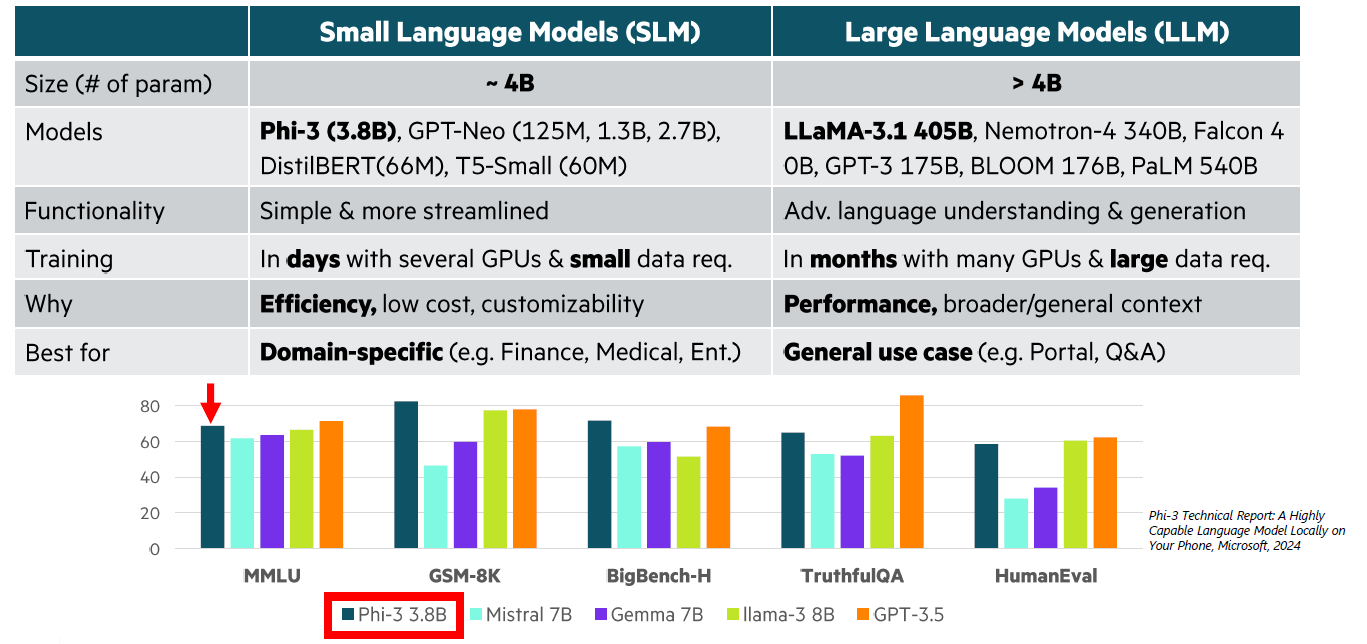 Small Language Models (SLM) Large Language Models (LLM)
Size (# of param) ~ 4B > 4B
Models Phi-3 (3.8B), GPT-Neo (125M, 1.3B, 2.7B), LLaMA-3.1 405B, Nemotron-4 340B, Falcon 4
DistilBERT(66M), T5-Small (60M) 0B, GPT-3 175B, BLOOM 176B, PaLM 540B
Functionality Simple & more streamlined Adv. language understanding & generation
Training In days with several GPUs & small data req. In months with many GPUs & large data req.
Why Efficiency, low cost, customizability Performance, broader/general context
Best for Domain-specific (e.g. Finance, Medical, Ent.) General use case (e.g. Portal, Q&A)
80
60
40
20
0
MMLU GSM-8K BigBench-H TruthfulQA HumanEval
Phi-3 3.8B Mistral 7B Gemma 7B llama-3 8B GPT-3.5
Phi-3 Technical Report: A Highly
Capable Language Model Locally on
Your Phone, Microsoft, 2024